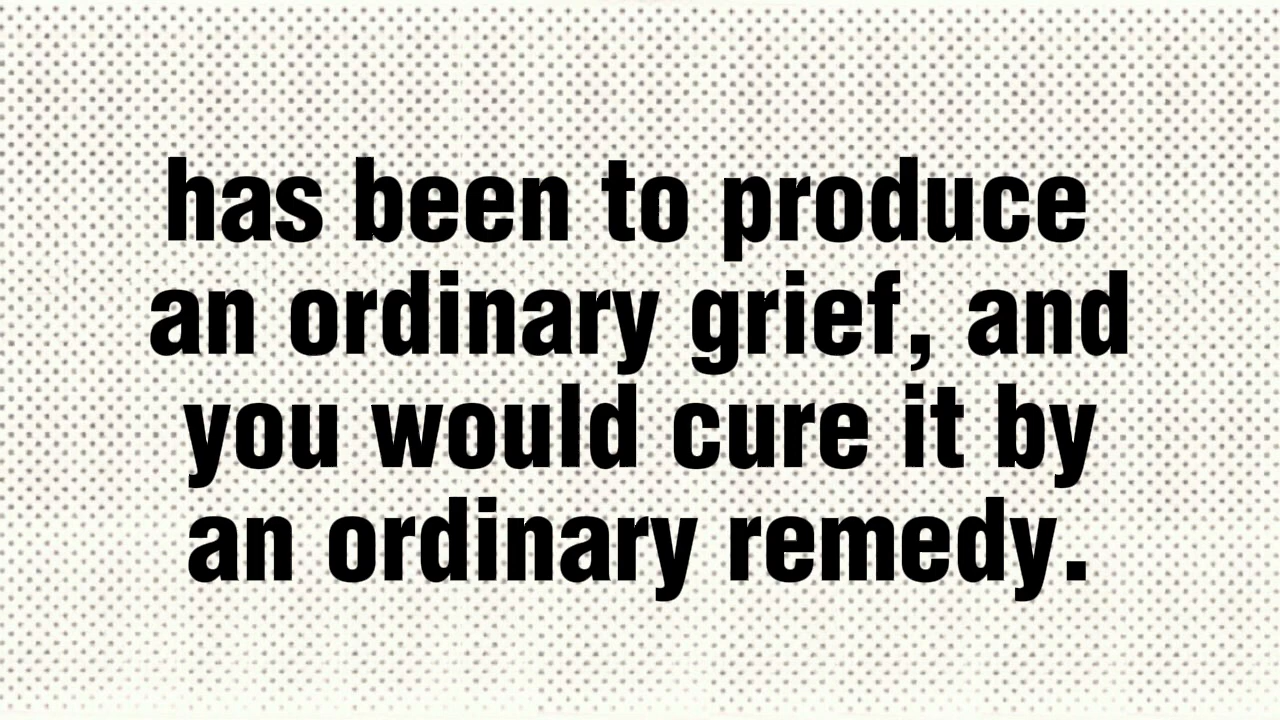 has been to produce
an ordinary grief, and
you would cure it by
an ordinary remedy.